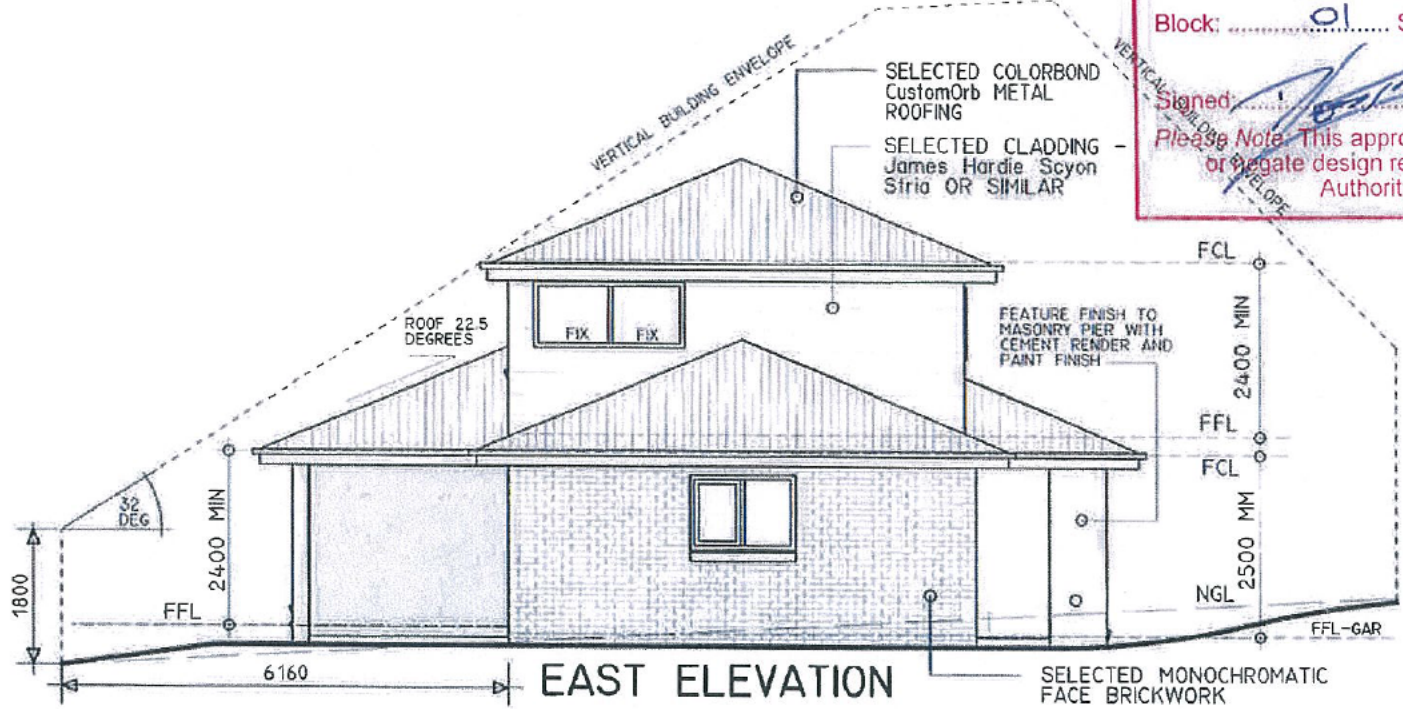 Block: ........ 01 ........ S
Signed:
Please Note: This appro
or negate design re
Authorit
VERTICAL BUILDING ENVELOPE
VERTICAL BUILDING ENVELOPE
SELECTED COLORBOND
CustomOrb METAL
ROOFING
SELECTED CLADDING -
James Hardie Scyon
Stria OR SIMILAR
FCL
ROOF 22.5
DEGREES
FIX FIX
FEATURE FINISH TO
MASONRY PIER WITH
CEMENT RENDER AND
PAINT FINISH
2400 MIN
FFL
FCL
32
DEG
2400 MIN
1800
2500 MM
NGL
FFL
FFL-GAR
6160
EAST ELEVATION
SELECTED MONOCHROMATIC
FACE BRICKWORK